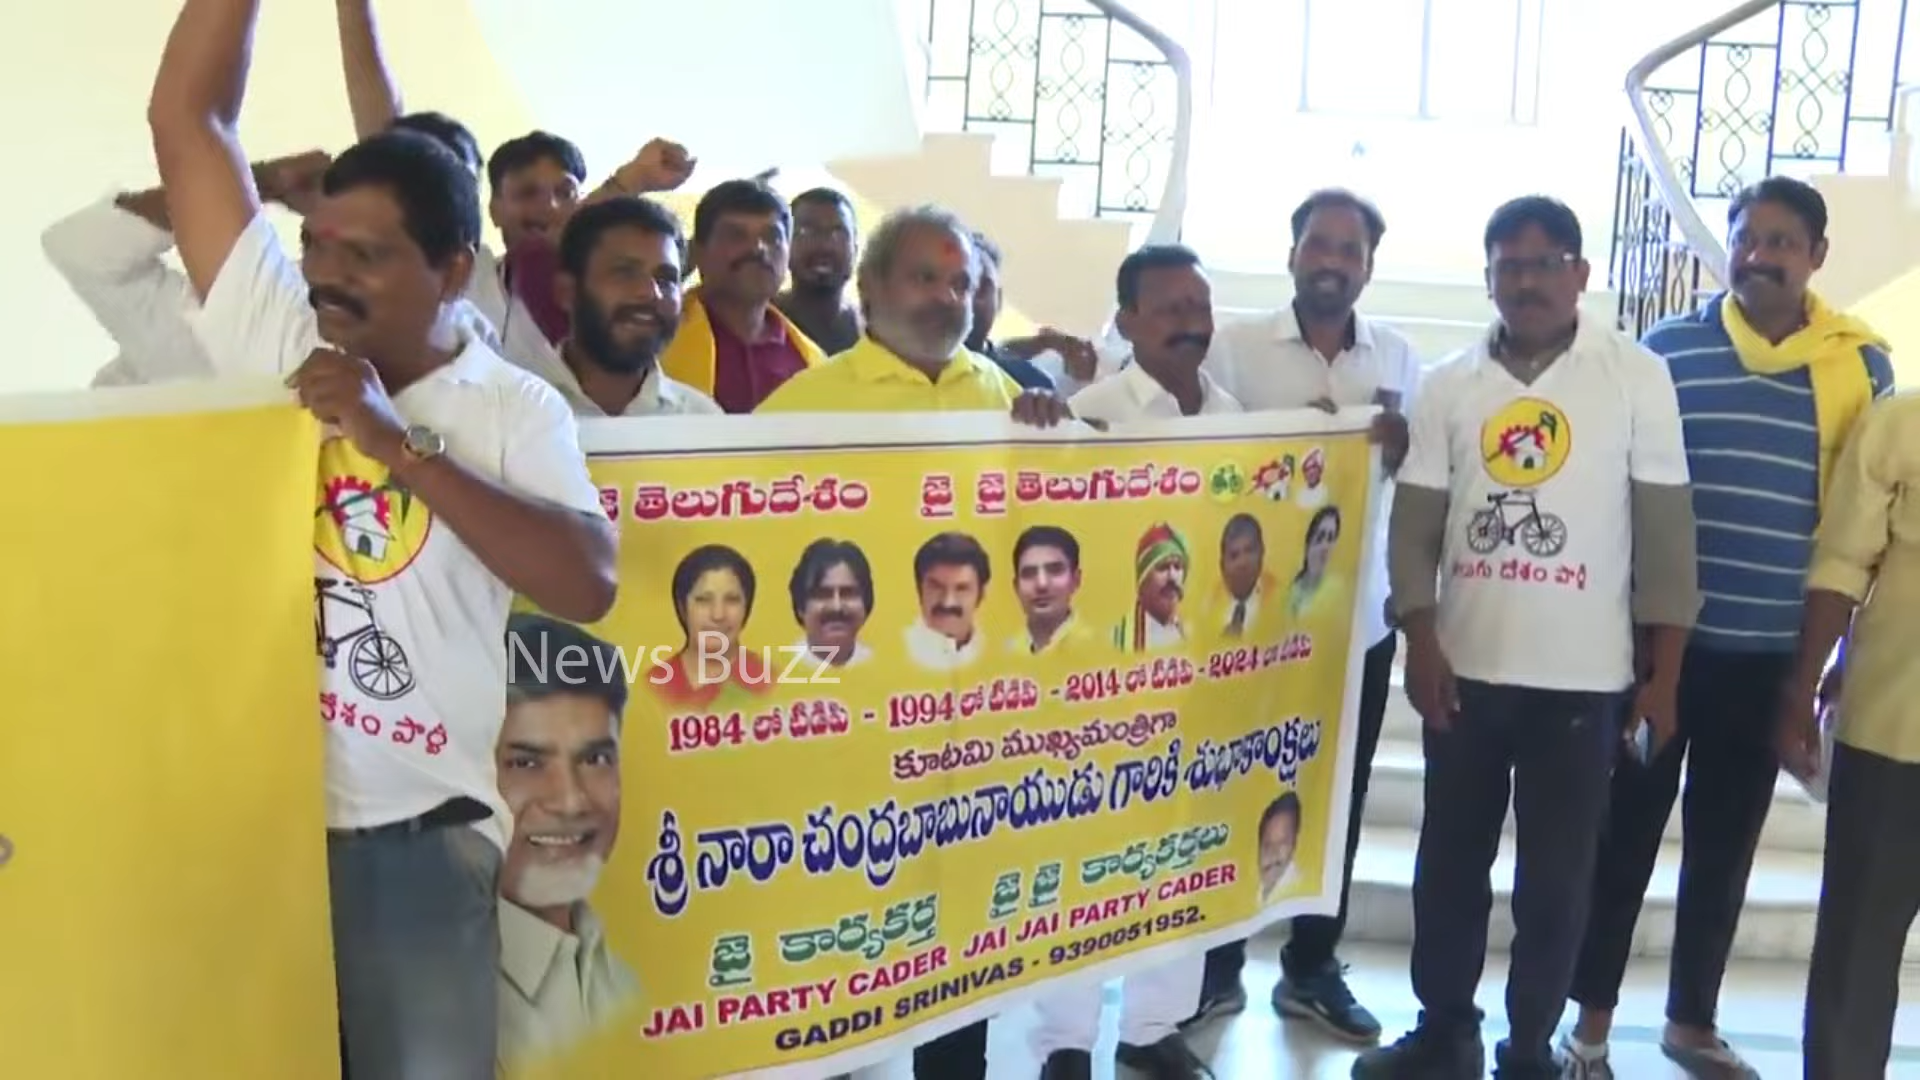 జై తెలుగుదేశం జై జై తెలుగుదేశం
1984 లో టీడిపి - 1994 లో టీడిపి - 2014 లో టీడిపి - 2024 లో టీడిపి
కూటమి ముఖ్యమంత్రిగా
శ్రీ నారా చంద్రబాబునాయుడు గారికి శుభాకాంక్షలు
జై కార్యకర్త జై జై కార్యకర్తలు
JAI PARTY CADER JAI JAI PARTY CADER
GADDI SRINIVAS - 9390051952.
దేశం పార్టీ
తెలుగు దేశం పార్టీ
News Buzz